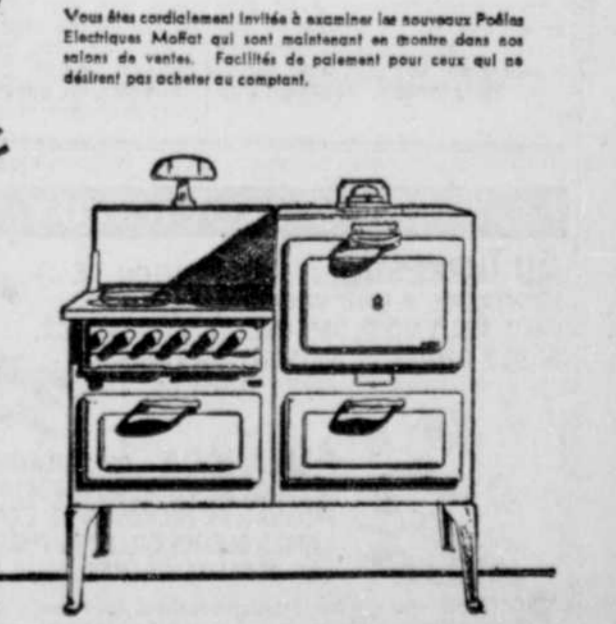 Vous êtes cordialement invités à examiner les nouveaux Poêles
Electriques Moffat qui sont maintenant en montre dans nos
salons de ventes. Facilités de paiement pour ceux qui ne
désirent pas acheter au comptant.